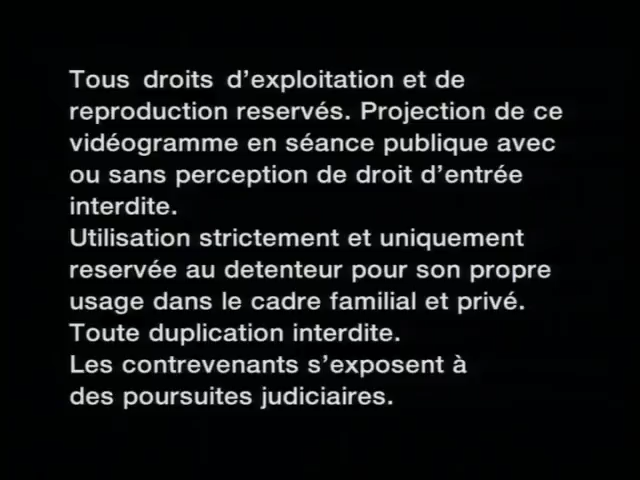 Tous droits d’exploitation et de
reproduction reservés. Projection de ce
vidéogramme en séance publique avec
ou sans perception de droit d’entrée
interdite.
Utilisation strictement et uniquement
reservée au detenteur pour son propre
usage dans le cadre familial et privé.
Toute duplication interdite.
Les contrevenants s’exposent à
des poursuites judiciaires.